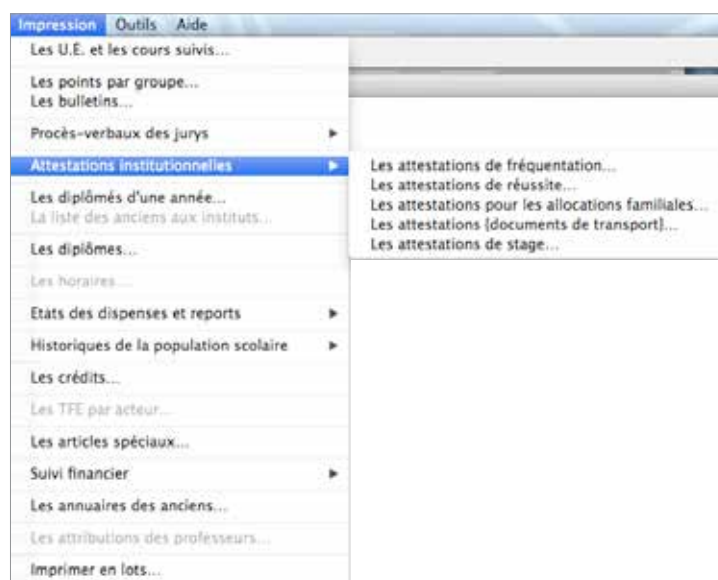 Impression Outils Aide
Les U.E. et les cours suivis...
Les points par groupe...
Les bulletins...
Procès-verbaux des jurys
Attestations institutionnelles
Les attestations de fréquentation...
Les attestations de réussite...
Les attestations pour les allocations familiales...
Les attestations (documents de transport)...
Les attestations de stage...
Les diplômés d'une année...
La liste des anciens aux instituts...
Les diplômes...
Les horaires...
Etats des dispenses et reports
Historiques de la population scolaire
Les crédits...
Les TFE par acteur...
Les articles spéciaux...
Suivi financier
Les annuaires des anciens...
Les attributions des professeurs...
Imprimer en lots...